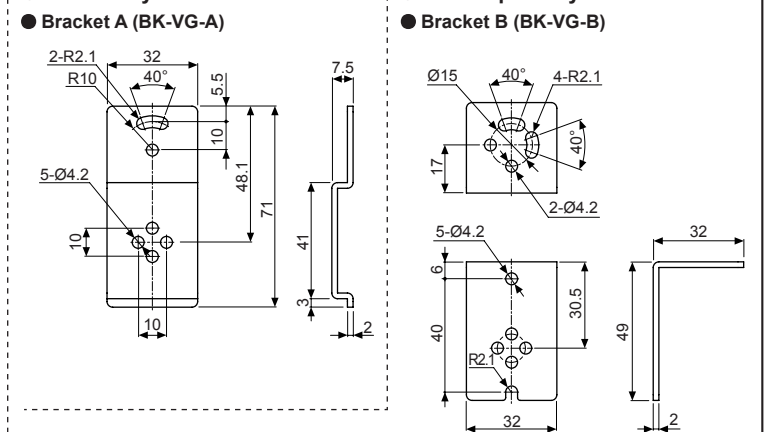 ● Bracket A (BK-VG-A)
2-R2.1
32
R10
40°
5.5
10
48.1
71
5-Ø4.2
10
10
7.5
41
3
2
● Bracket B (BK-VG-B)
Ø15
40°
4-R2.1
40°
17
2-Ø4.2
5-Ø4.2
6
40
30.5
R2.1
32
32
49
2